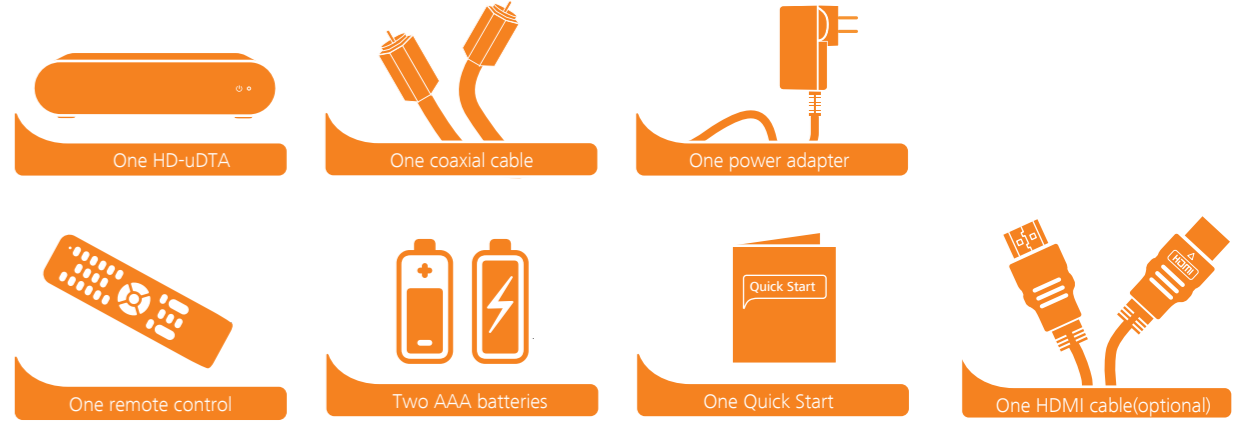 One HD-uDTA
One coaxial cable
One power adapter
Quick Start
HDMI
One remote control
Two AAA batteries
One Quick Start
One HDMI cable(optional)